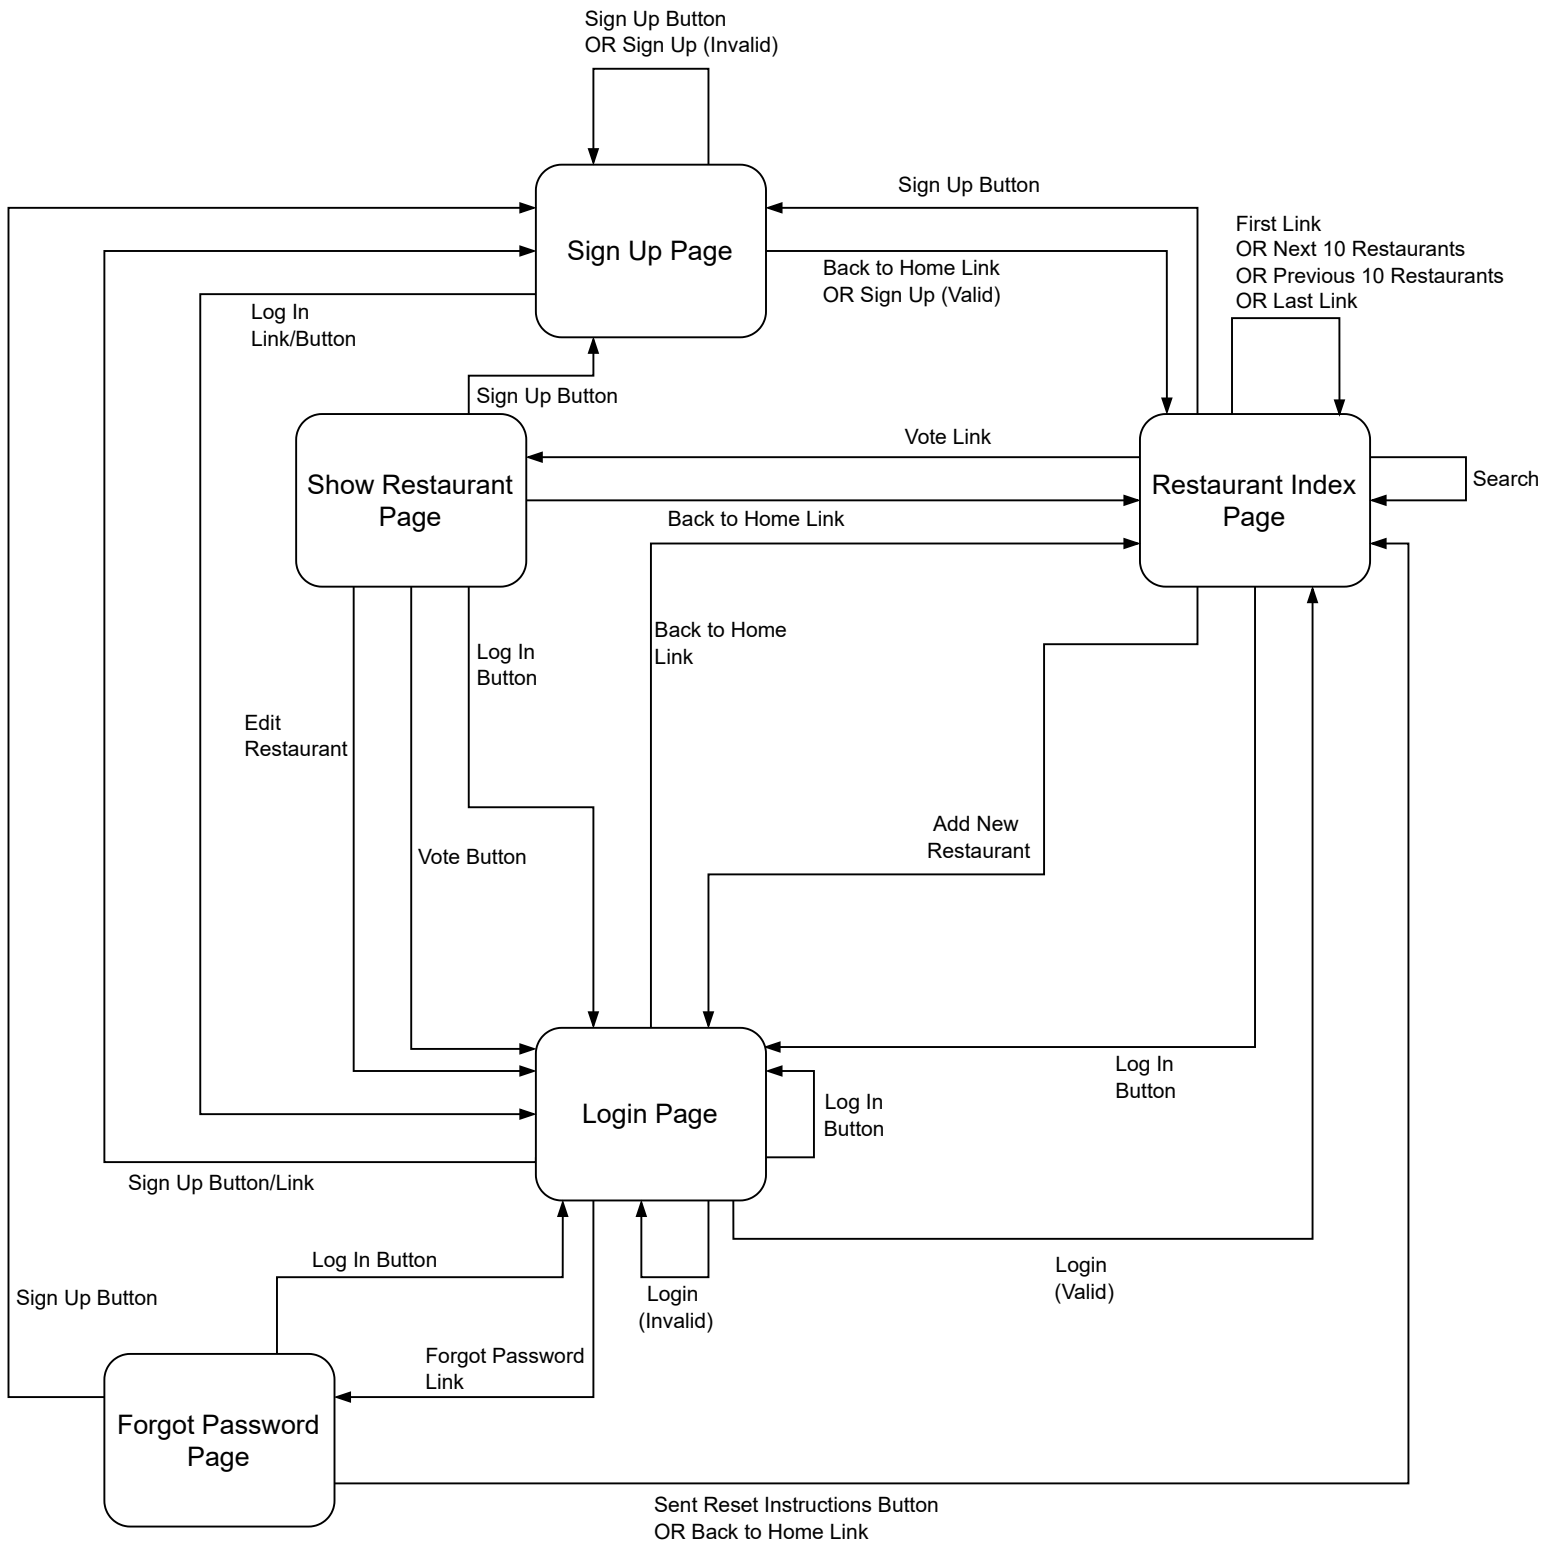 Sign Up Button
OR Sign Up (Invalid)
Sign Up Button
First Link
OR Next 10 Restaurants
OR Previous 10 Restaurants
OR Last Link
Sign Up Page
Back to Home Link
OR Sign Up (Valid)
Log In
Link/Button
Sign Up Button
Vote Link
Show Restaurant
Page
Restaurant Index
Page
Search
Back to Home Link
Back to Home
Link
Log In
Button
Edit
Restaurant
Add New
Restaurant
Vote Button
Log In
Button
Login Page
Log In
Button
Sign Up Button/Link
Log In Button
Login
(Valid)
Sign Up Button
Login
(Invalid)
Forgot Password
Link
Forgot Password
Page
Sent Reset Instructions Button
OR Back to Home Link